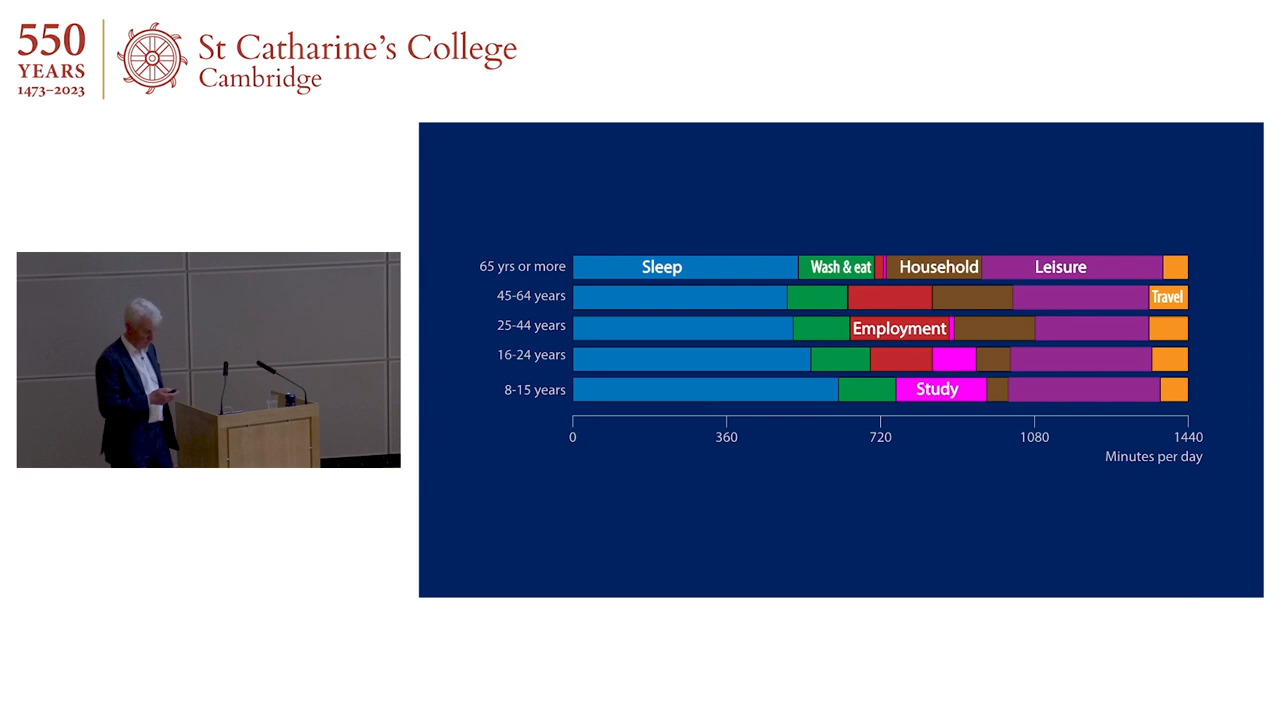 550
YEARS
1473–2023
St Catharine's College
Cambridge
65 yrs or more
Sleep
Wash & eat
Household
Leisure
45-64 years
Travel
25-44 years
Employment
16-24 years
8-15 years
Study
0
360
720
1080
1440
Minutes per day